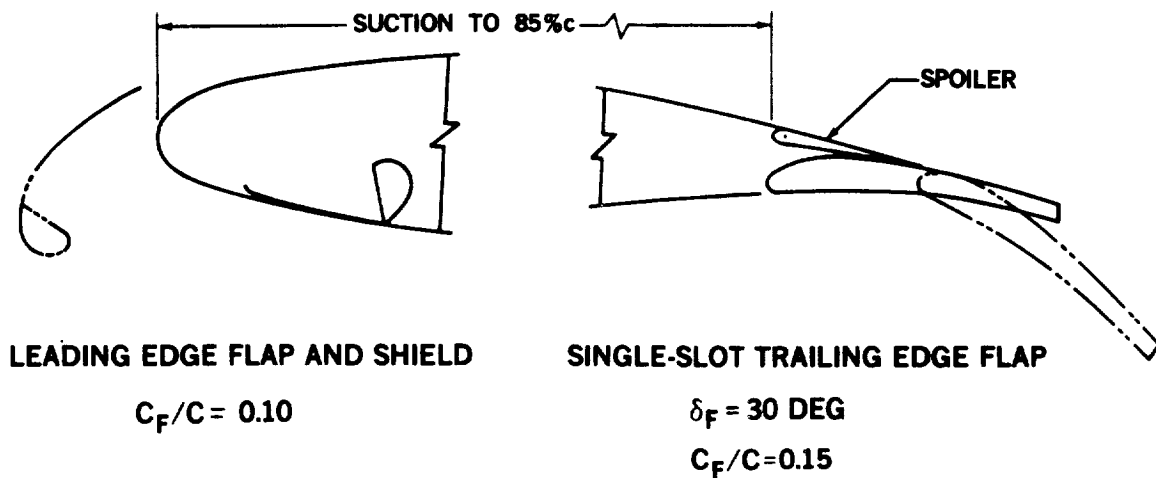 SUCTION TO 85%c
SPOILER
LEADING EDGE FLAP AND SHIELD
C_F/C = 0.10
SINGLE-SLOT TRAILING EDGE FLAP
δ_F = 30 DEG
C_F/C=0.15